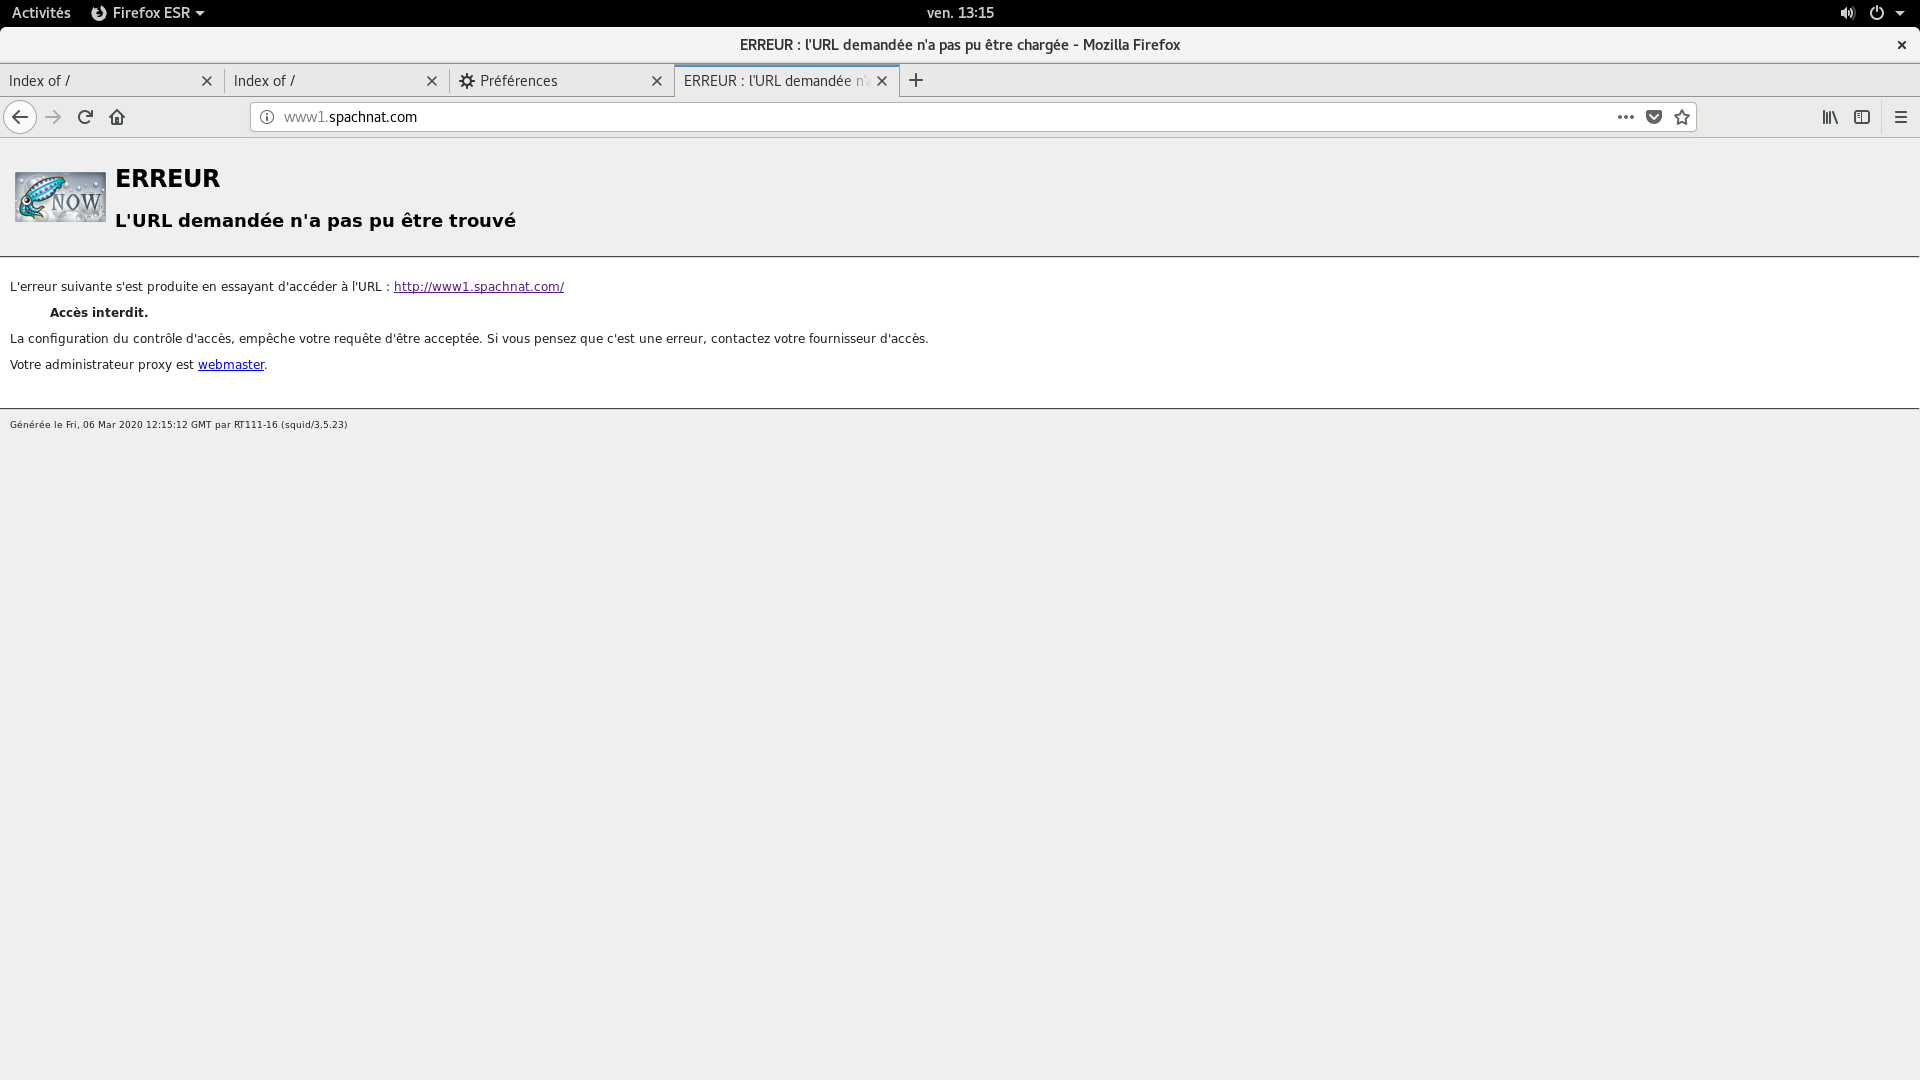 Activités Firefox ESR ven. 13:15
ERREUR : l'URL demandée n'a pas pu être chargée - Mozilla Firefox
Index of / Index of / Préférences ERREUR : l'URL demandée n'
www1.spachnat.com
NOW
ERREUR
L'URL demandée n'a pas pu être trouvé
L'erreur suivante s'est produite en essayant d'accéder à l'URL : http://www1.spachnat.com/
Accès interdit.
La configuration du contrôle d'accès, empêche votre requête d'être acceptée. Si vous pensez que c'est une erreur, contactez votre fournisseur d'accès.
Votre administrateur proxy est webmaster.
Générée le Fri, 06 Mar 2020 12:15:12 GMT par RT111-16 (squid/3.5.23)